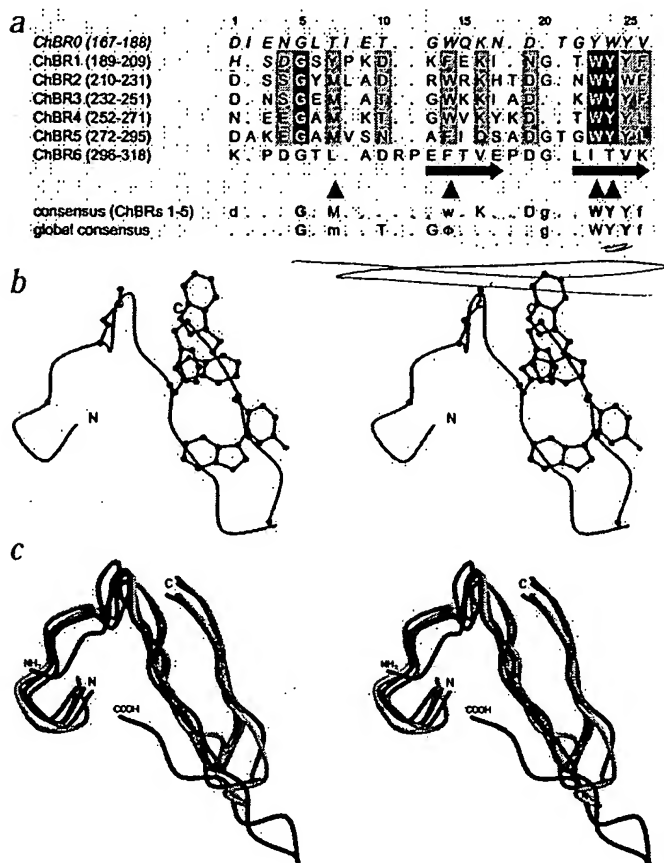 a
1 5 10 15 20 25
ChBR0 (167-188) D I E N G L T I E T . . G W Q K N . D . T G Y W Y V
ChBR1 (189-209) H . S D G S Y P K D . . K F E K I . N G . T W Y Y F
ChBR2 (210-231) D . S S G Y M L A D . . R W R K H T D G . N W Y W F
ChBR3 (232-251) D . N S G E M . A T . . G W K K I A D . . K W Y Y F
ChBR4 (252-271) N . E E G A M . K T . . G W V K Y K D . . T W Y Y L
ChBR5 (272-295) D A K E G A M V S N . . A F I Q S A D G T G W Y Y L
ChBR6 (296-318) K . P D G T L . A D R P E F T V E P D G . L I T V K
consensus (ChBRs 1-5) d . . . G . M . . . . . . w . K . . D g . . W Y Y f
global consensus . . . . G . m . . T . . G Φ . . . . . g . . W Y Y f
b
C
N
c
C
NH₂
N
COOH
C
NH₂
N
COOH